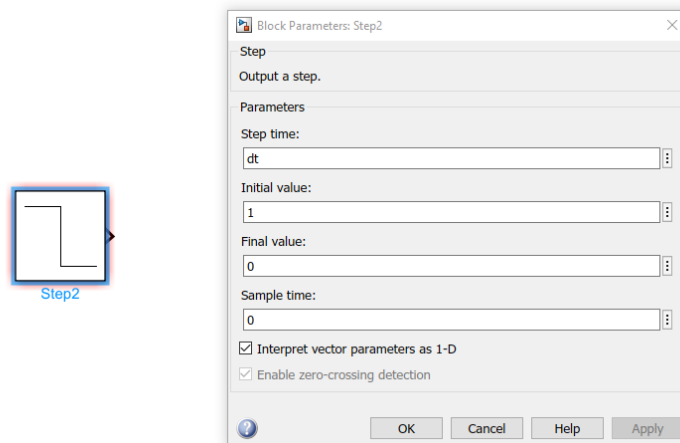 Block Parameters: Step2
Step
Output a step.
Parameters
Step time:
dt
Initial value:
1
Final value:
0
Sample time:
0
Interpret vector parameters as 1-D
Enable zero-crossing detection
OK Cancel Help Apply
Step2